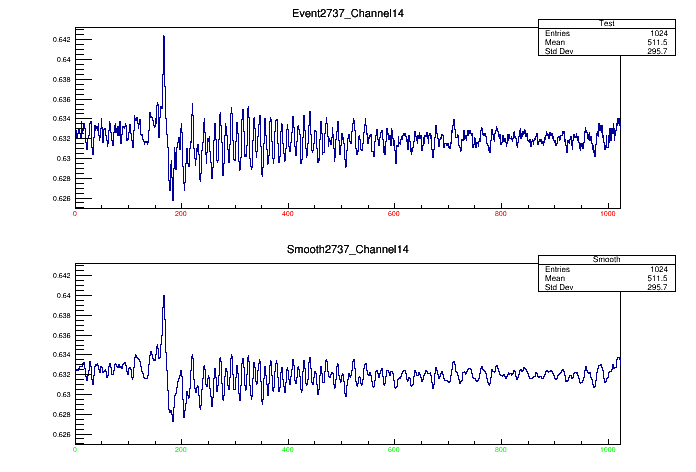 Event2737_Channel14
Test
Entries 1024
Mean 511.5
Std Dev 295.7
0.642
0.64
0.638
0.636
0.634
0.632
0.63
0.628
0.626
0 200 400 600 800 1000
Smooth2737_Channel14
Smooth
Entries 1024
Mean 511.5
Std Dev 295.7
0.642
0.64
0.638
0.636
0.634
0.632
0.63
0.628
0.626
0 200 400 600 800 1000